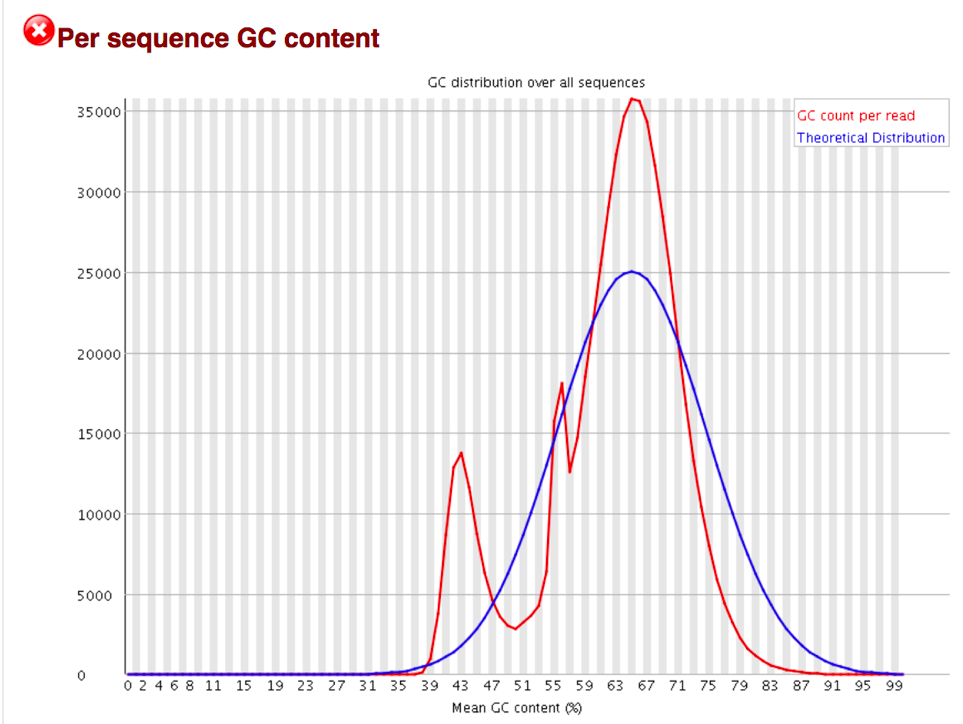 Per sequence GC content
GC distribution over all sequences
GC count per read
Theoretical Distribution
35000
30000
25000
20000
15000
10000
5000
0
0 2 4 6 8 11 15 19 23 27 31 35 39 43 47 51 55 59 63 67 71 75 79 83 87 91 95 99
Mean GC content (%)